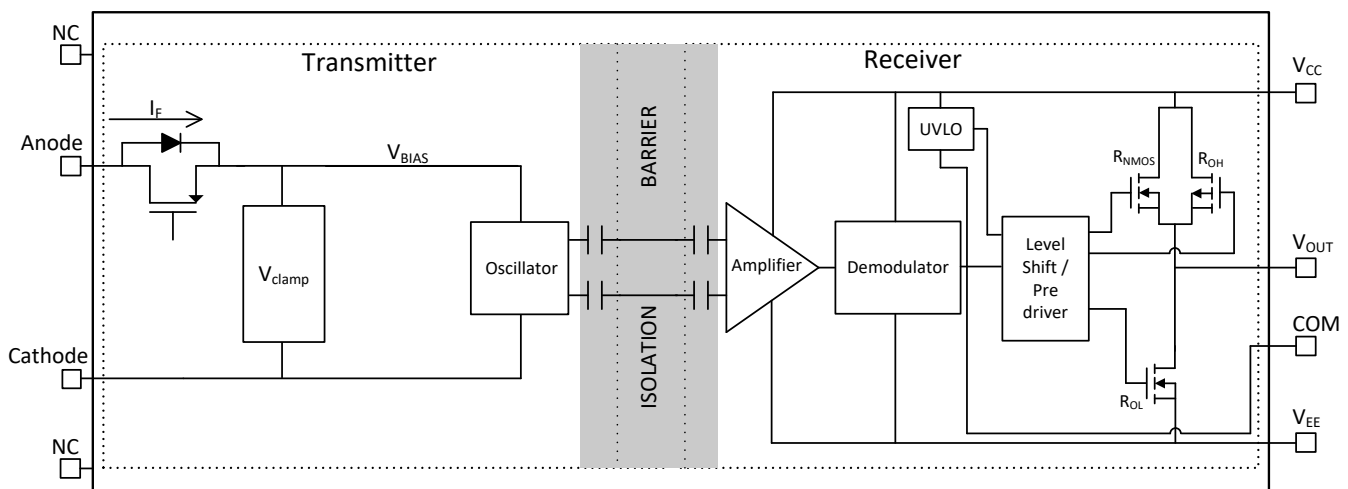 NC
Transmitter
Receiver
V_CC
I_F
BARRIER
UVLO
Anode
V_BIAS
R_NMOS
R_OH
V_clamp
Oscillator
Amplifier
Demodulator
Level
Shift /
Pre
driver
V_OUT
COM
Cathode
ISOLATION
R_OL
V_EE
NC